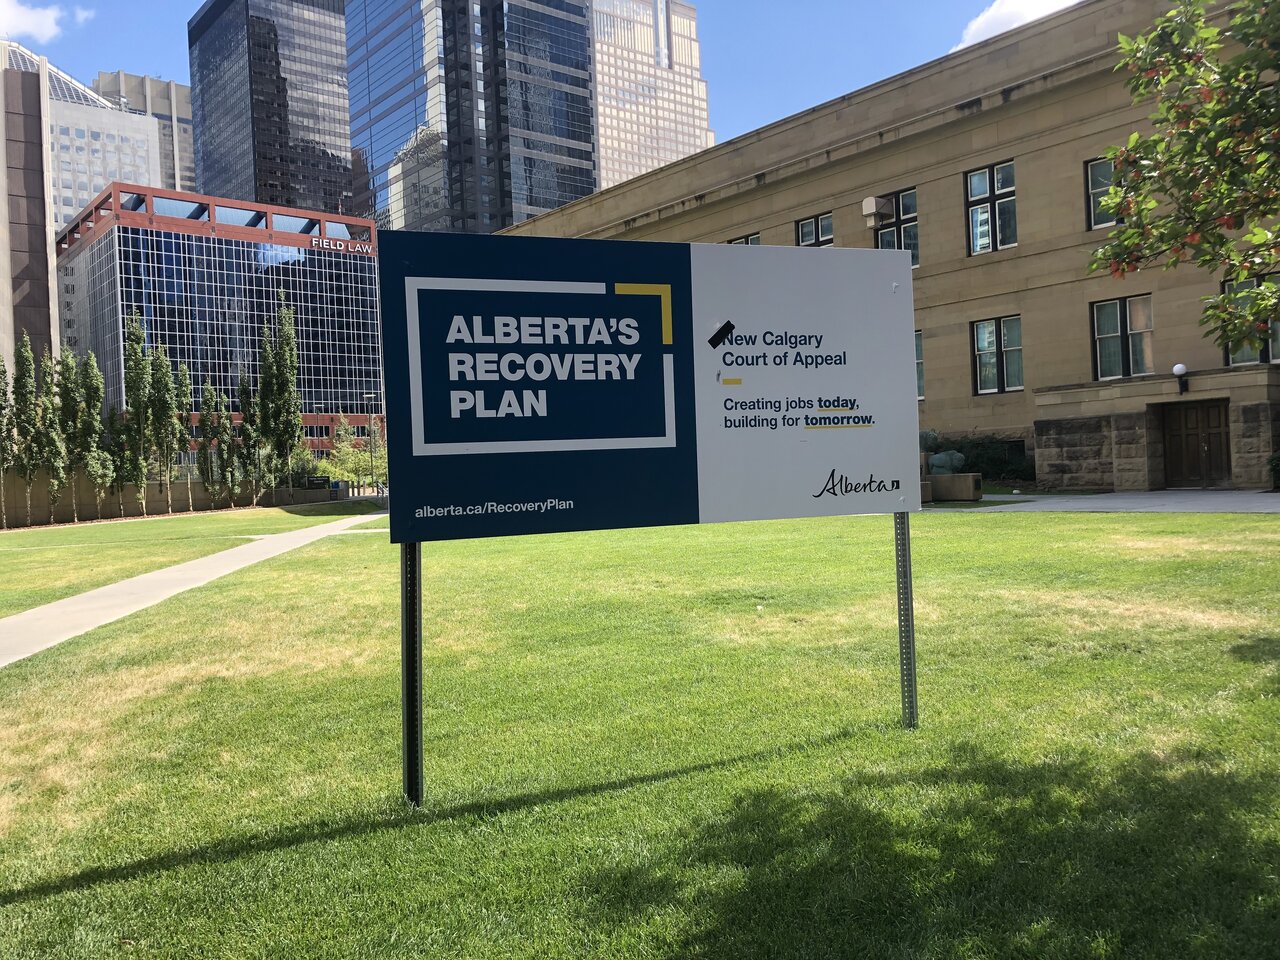 FIELD LAW
ALBERTA'S
RECOVERY
PLAN
alberta.ca/RecoveryPlan
New Calgary
Court of Appeal
Creating jobs today,
building for tomorrow.
Alberta